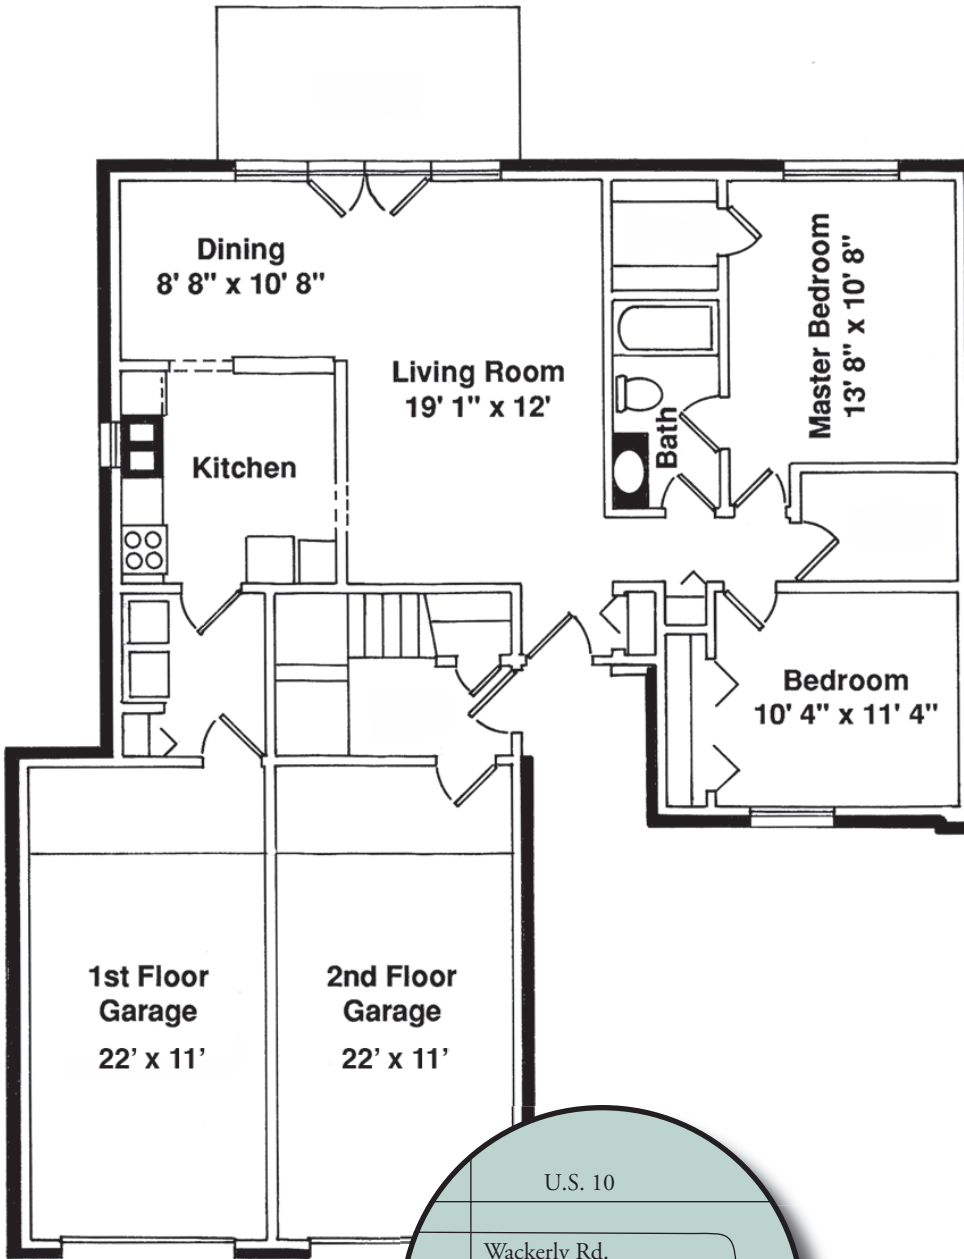 Dining
8' 8" x 10' 8"
Living Room
19' 1" x 12'
Master Bedroom
13' 8" x 10' 8"
Bath
Kitchen
Bedroom
10' 4" x 11' 4"
1st Floor
Garage
22' x 11'
2nd Floor
Garage
22' x 11'
U.S. 10
Wackerly Rd.